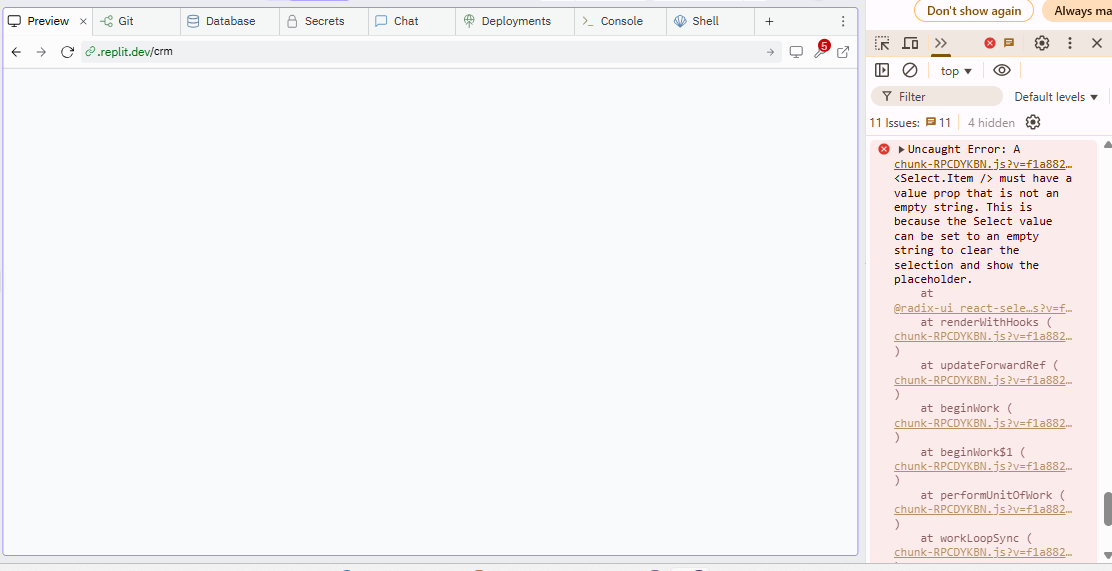 Preview
Git
Database
Secrets
Chat
Deployments
Console
Shell
.replit.dev/crm
5
Don't show again
Always ma
top
Filter
Default levels
11 Issues: 11 4 hidden
Uncaught Error: A
chunk-RPCDYKBN.js?v=f1a882…
<Select.Item /> must have a
value prop that is not an
empty string. This is
because the Select value
can be set to an empty
string to clear the
selection and show the
placeholder.
at
@radix-ui_react-sele…s?v=f…
at renderWithHooks (
chunk-RPCDYKBN.js?v=f1a882…
)
at updateForwardRef (
chunk-RPCDYKBN.js?v=f1a882…
)
at beginWork (
chunk-RPCDYKBN.js?v=f1a882…
)
at beginWork$1 (
chunk-RPCDYKBN.js?v=f1a882…
)
at performUnitOfWork (
chunk-RPCDYKBN.js?v=f1a882…
)
at workLoopSync (
chunk-RPCDYKBN.js?v=f1a882…